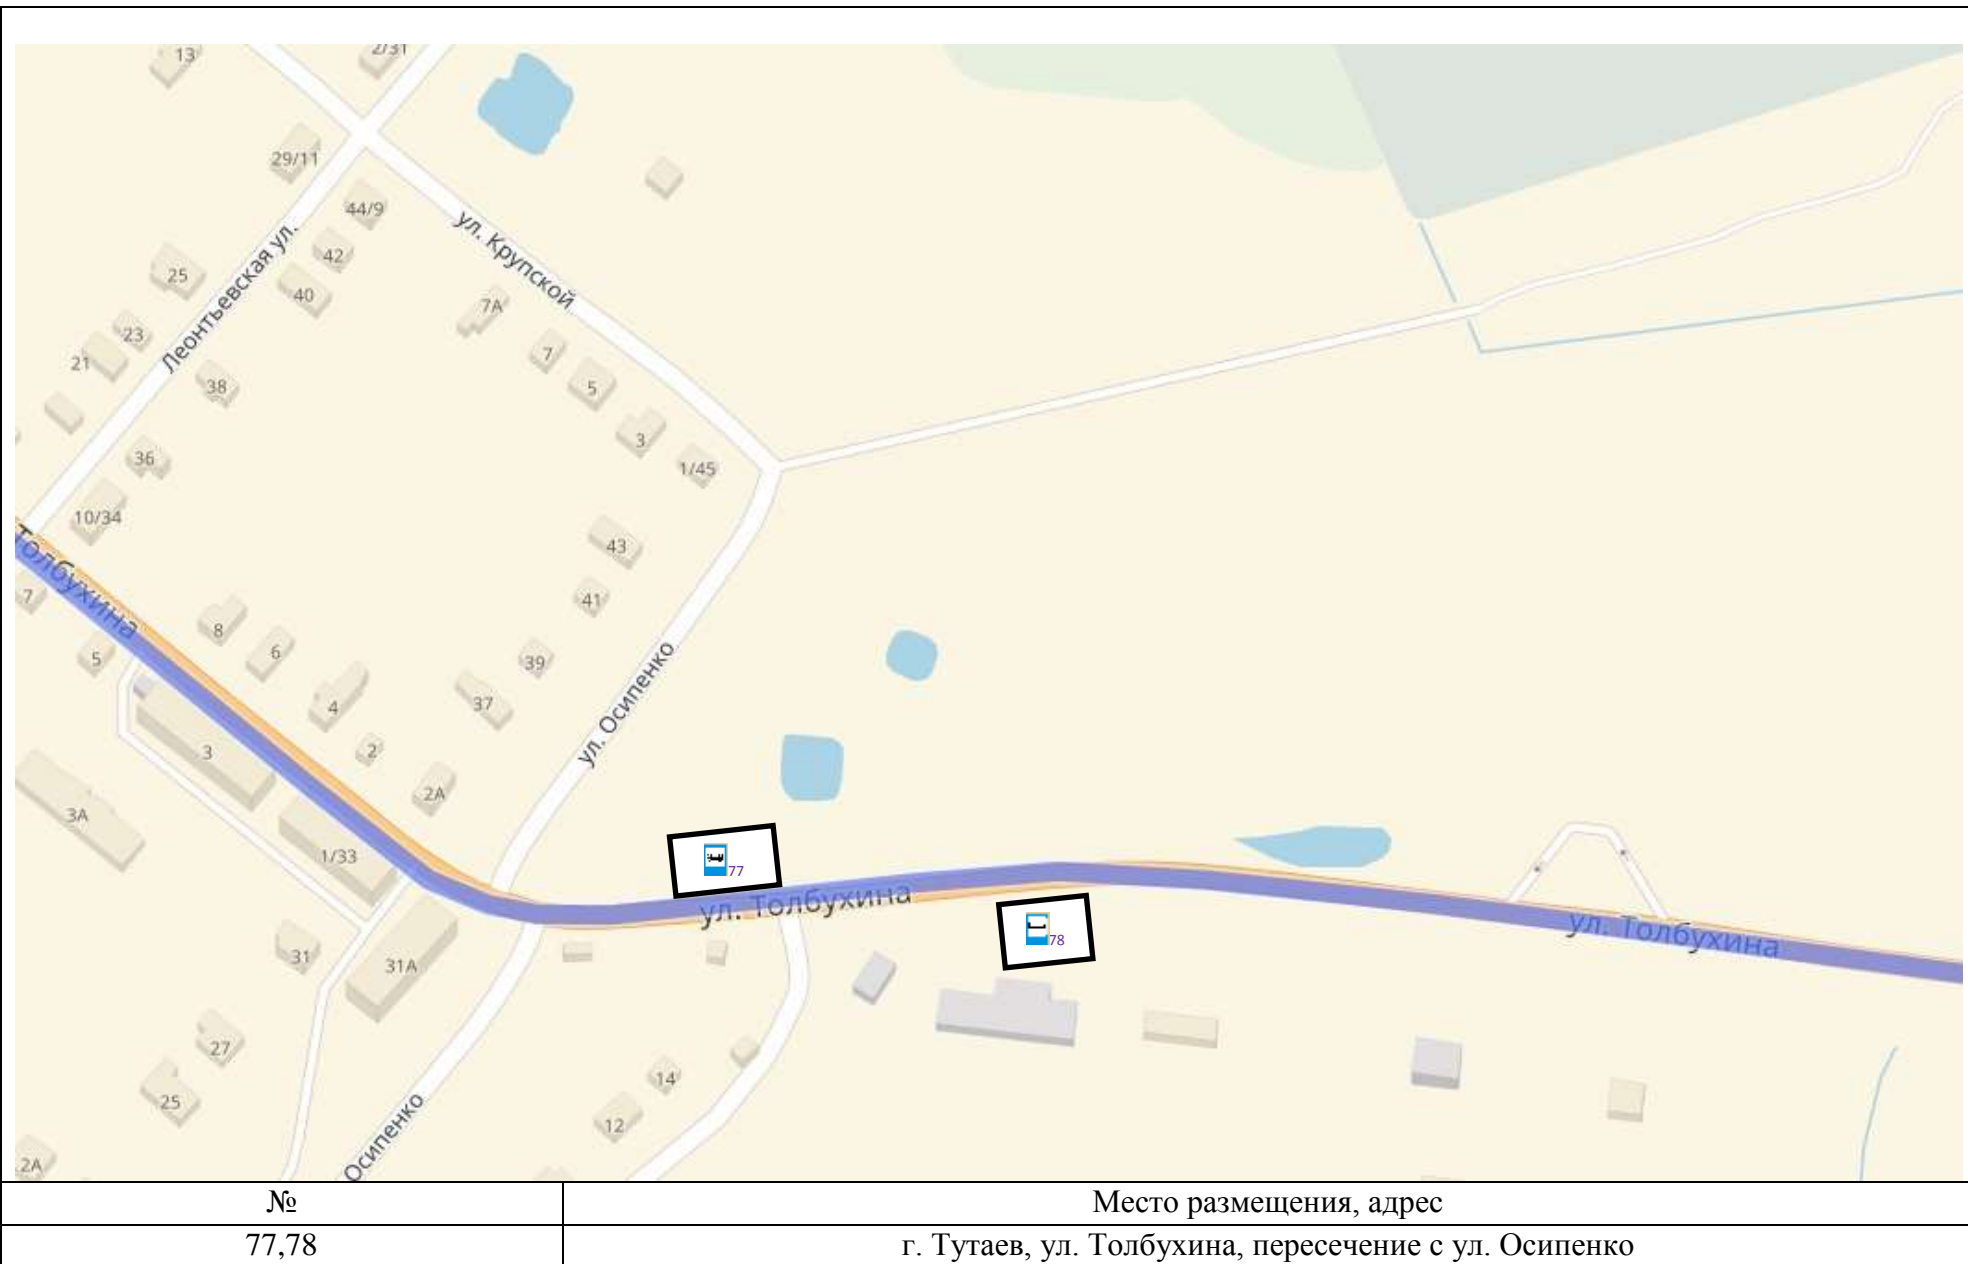 13
2/31
29/11
44/9
ул. Крупской
42
Леонтьевская ул.
25
40
7А
23
21
7
38
5
3
36
1/45
10/34
43
Толбухина
7
41
8
5
6
39
ул. Осипенко
4
37
3
2
2А
3А
1/33
77
ул. Толбухина
78
ул. Толбухина
31
31А
27
14
25
12
Осипенко
2А
№
Место размещения, адрес
77,78
г. Тутаев, ул. Толбухина, пересечение с ул. Осипенко